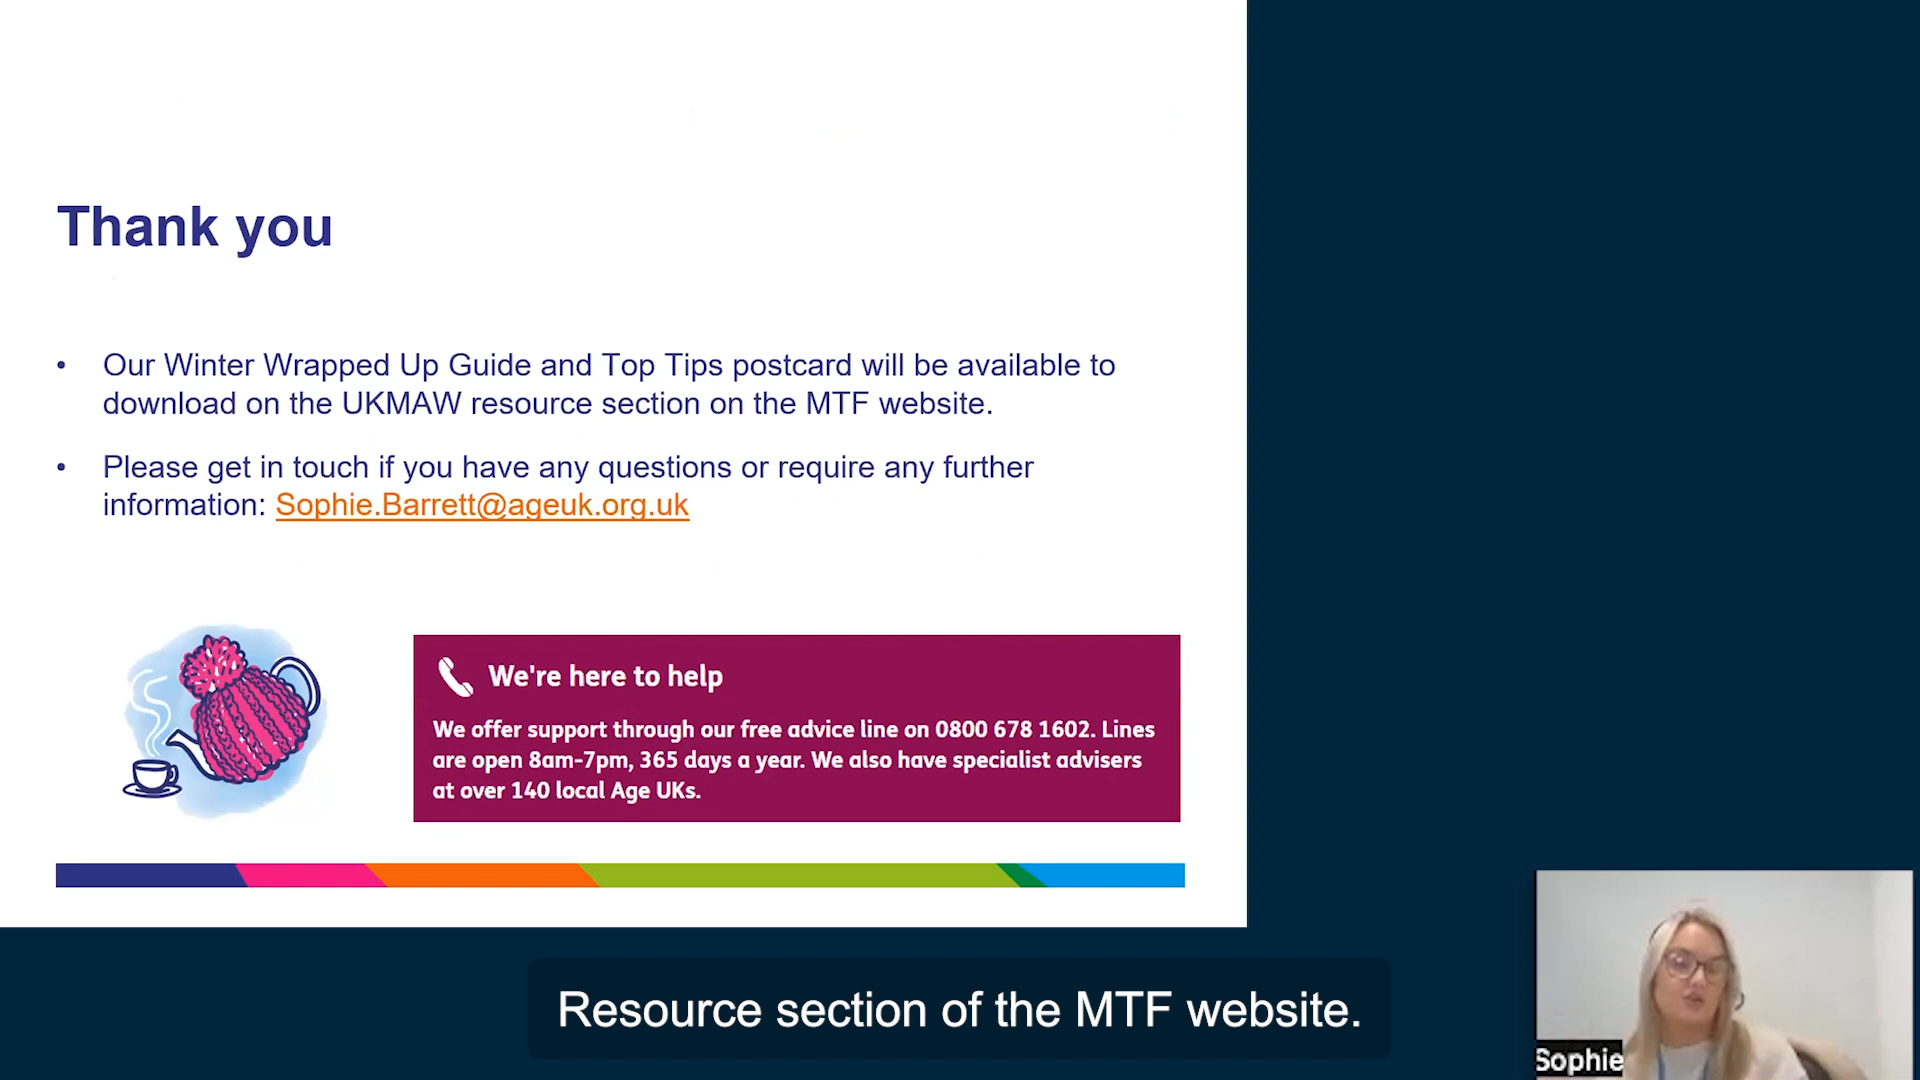 Thank you
• Our Winter Wrapped Up Guide and Top Tips postcard will be available to
download on the UKMAW resource section on the MTF website.
• Please get in touch if you have any questions or require any further
information: Sophie.Barrett@ageuk.org.uk
We're here to help
We offer support through our free advice line on 0800 678 1602. Lines
are open 8am-7pm, 365 days a year. We also have specialist advisers
at over 140 local Age UKs.
Resource section of the MTF website.
Sophie